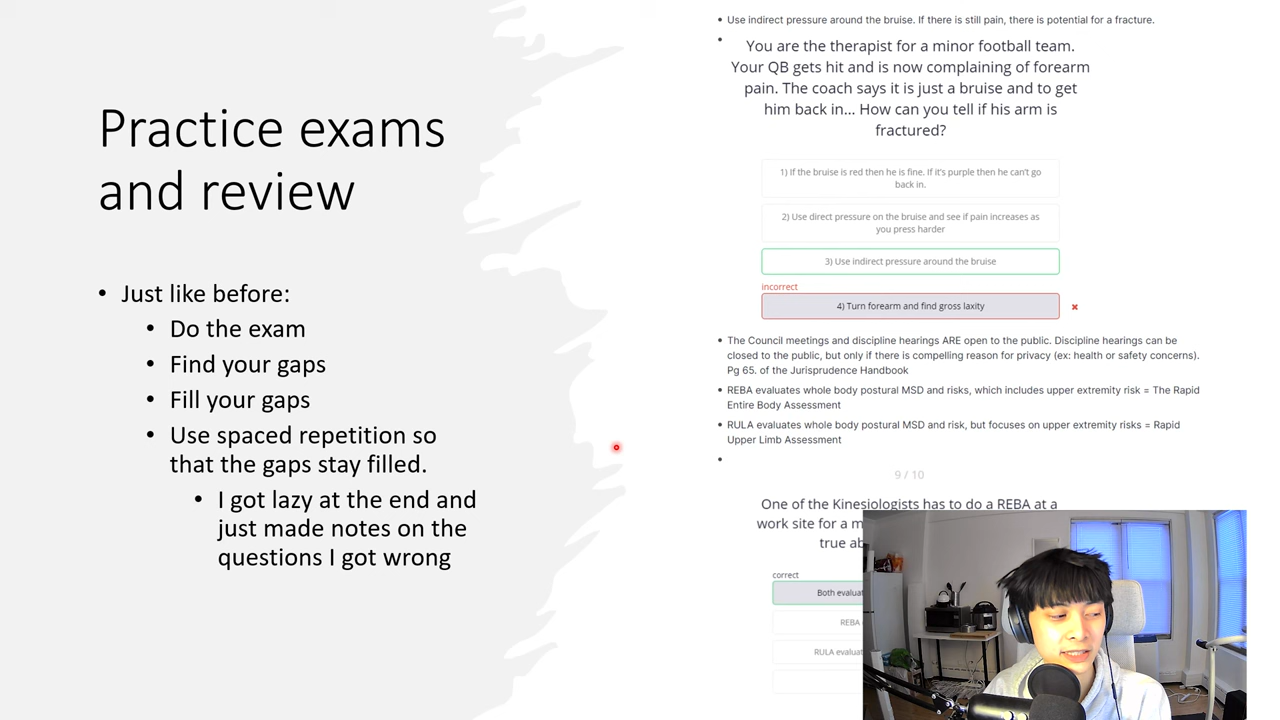 Practice exams
and review
• Just like before:
• Do the exam
• Find your gaps
• Fill your gaps
• Use spaced repetition so
that the gaps stay filled.
• I got lazy at the end and
just made notes on the
questions I got wrong
• Use indirect pressure around the bruise. If there is still pain, there is potential for a fracture.
You are the therapist for a minor football team.
Your QB gets hit and is now complaining of forearm
pain. The coach says it is just a bruise and to get
him back in... How can you tell if his arm is
fractured?
1) If the bruise is red then he is fine. If it's purple then he can't go
back in.
2) Use direct pressure on the bruise and see if pain increases as
you press harder
3) Use indirect pressure around the bruise
incorrect
4) Turn forearm and find gross laxity
• The Council meetings and discipline hearings ARE open to the public. Discipline hearings can be
closed to the public, but only if there is compelling reason for privacy (ex: health or safety concerns).
Pg 65. of the Jurisprudence Handbook
• REBA evaluates whole body postural MSD and risks, which includes upper extremity risk = The Rapid
Entire Body Assessment
• RULA evaluates whole body postural MSD and risk, but focuses on upper extremity risks = Rapid
Upper Limb Assessment
9 / 10
One of the Kinesiologists has to do a REBA at a
work site for a
true
correct
Both
REBA
RULA